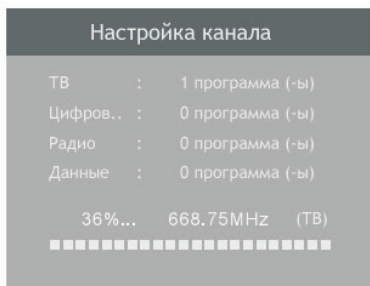 Настройка канала
ТВ : 1 программа (-ы)
Цифров.. : 0 программа (-ы)
Радио : 0 программа (-ы)
Данные : 0 программа (-ы)
36%... 668.75MHz (ТВ)